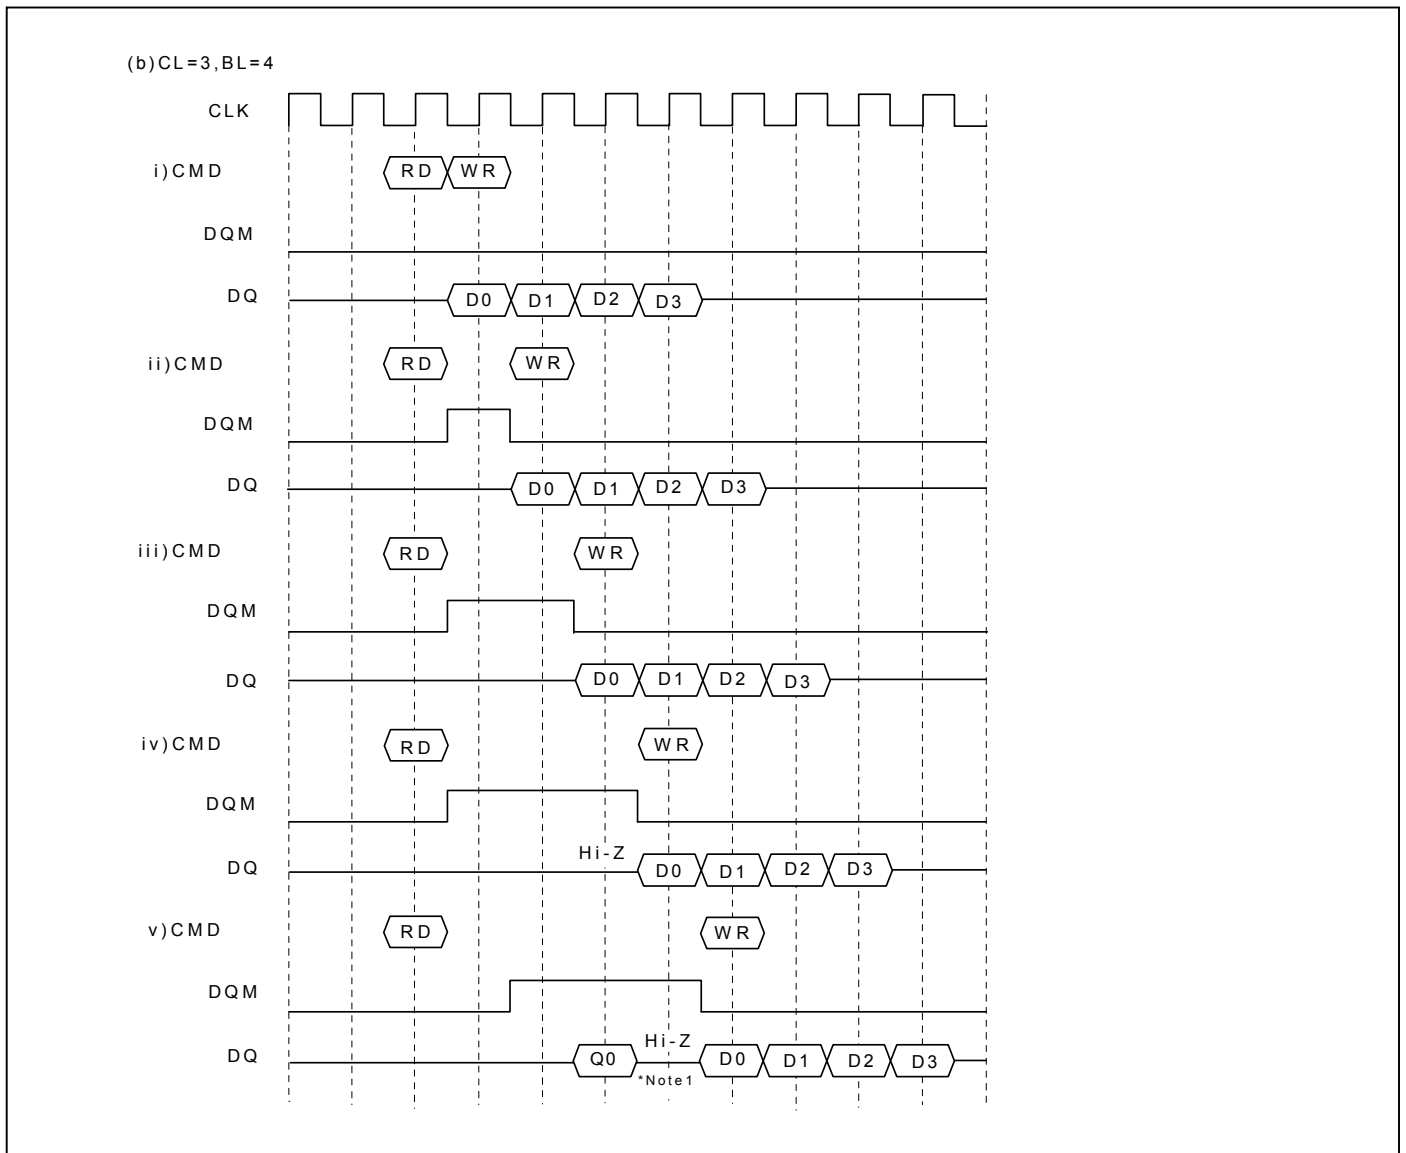 (b)CL=3,BL=4
CLK
i)CMD RD WR
DQM
DQ D0 D1 D2 D3
ii)CMD RD WR
DQM
DQ D0 D1 D2 D3
iii)CMD RD WR
DQM
DQ D0 D1 D2 D3
iv)CMD RD WR
DQM
Hi-Z
DQ D0 D1 D2 D3
v)CMD RD WR
DQM
Hi-Z
DQ Q0 D0 D1 D2 D3
*Note1